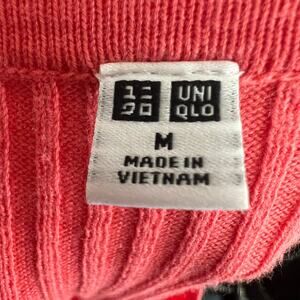 ユニ UNI
クロ QLO
M
MADE IN
VIETNAM